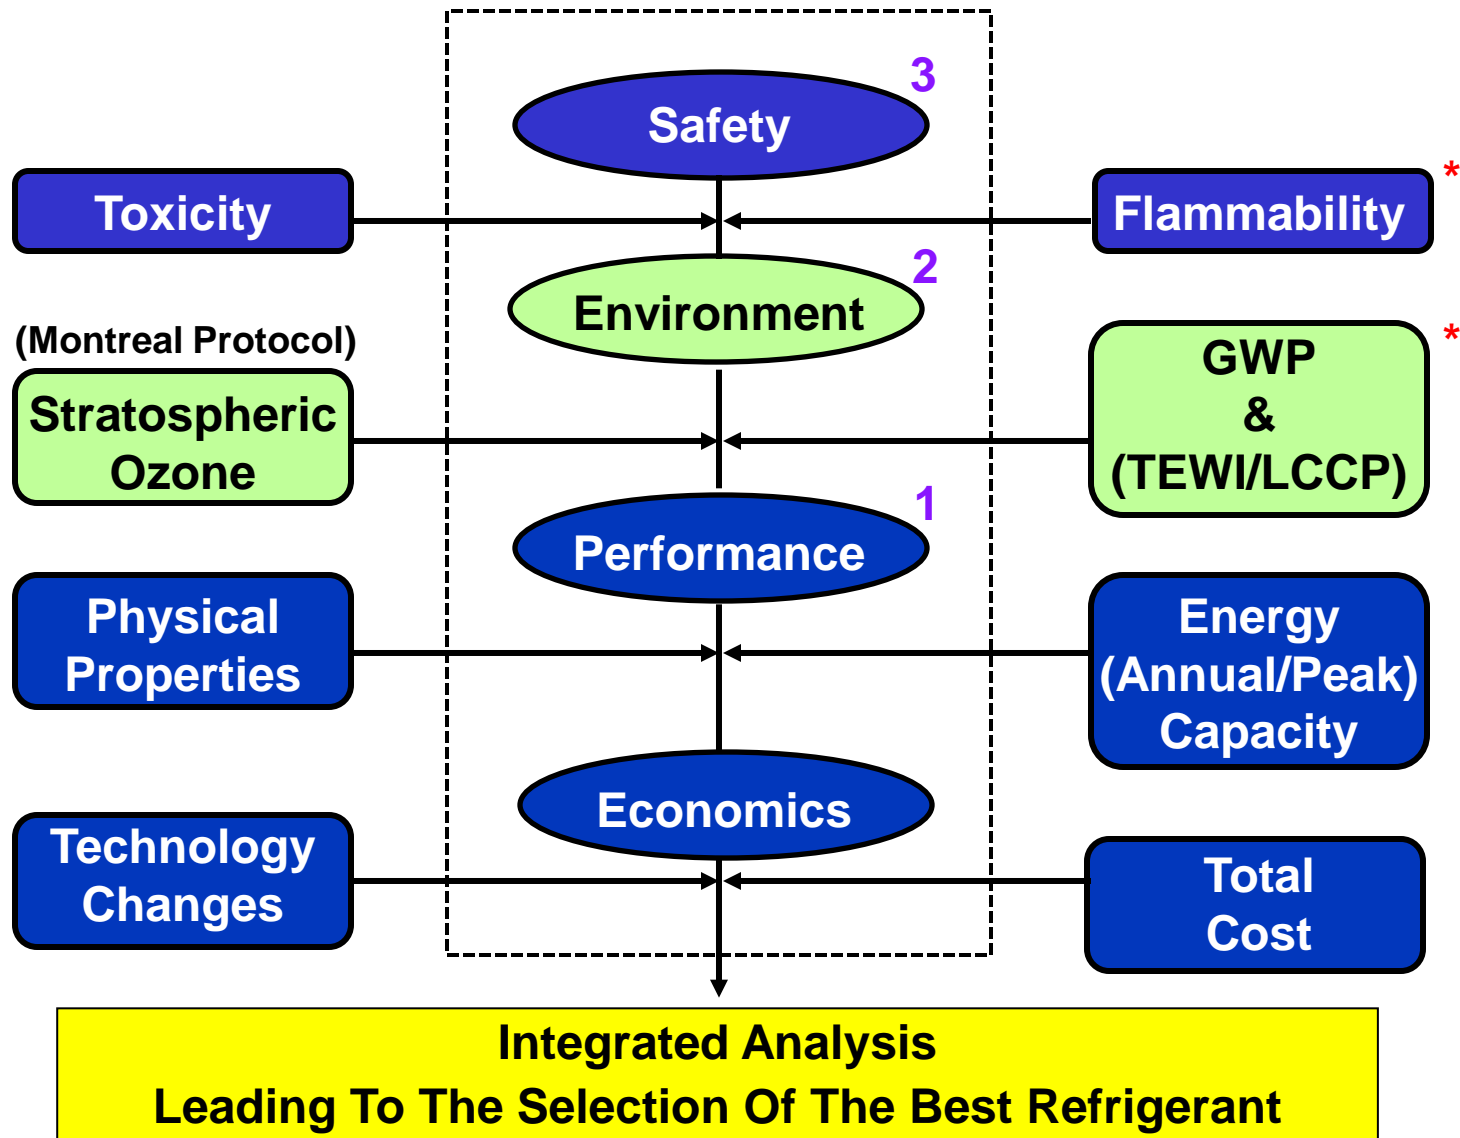 3
Safety
Toxicity
Flammability
*
2
Environment
(Montreal Protocol)
Stratospheric
Ozone
GWP
&
(TEWI/LCCP)
*
1
Performance
Physical
Properties
Energy
(Annual/Peak)
Capacity
Economics
Technology
Changes
Total
Cost
Integrated Analysis
Leading To The Selection Of The Best Refrigerant